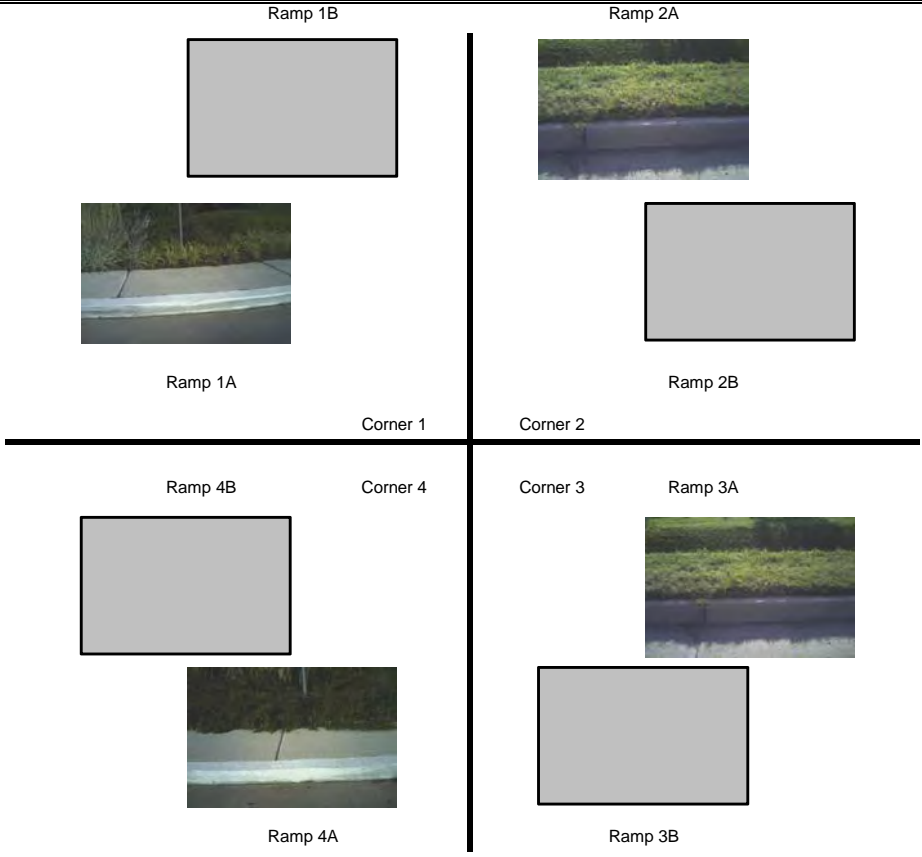 Ramp 1B
Ramp 2A
Ramp 1A
Ramp 2B
Corner 1
Corner 2
Ramp 4B
Corner 4
Corner 3
Ramp 3A
Ramp 4A
Ramp 3B